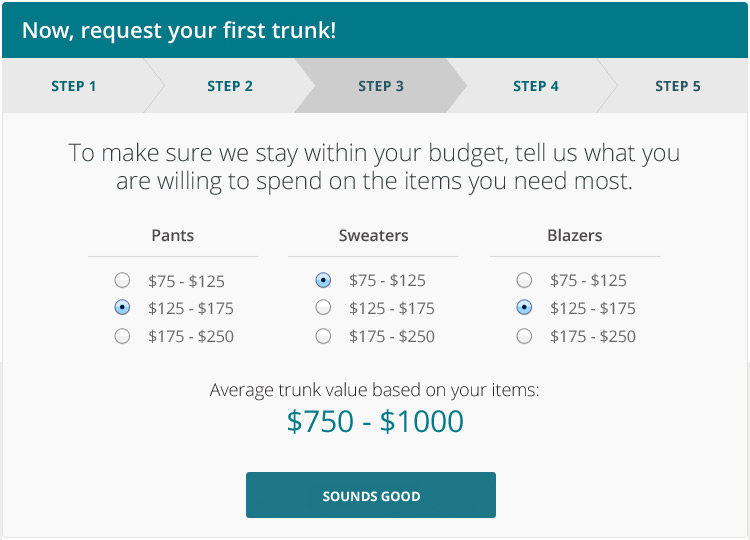 Now, request your first trunk!
STEP 1
STEP 2
STEP 3
STEP 4
STEP 5
To make sure we stay within your budget, tell us what you
are willing to spend on the items you need most.
Pants
$75 - $125
$125 - $175
$175 - $250
Sweaters
$75 - $125
$125 - $175
$175 - $250
Blazers
$75 - $125
$125 - $175
$175 - $250
Average trunk value based on your items:
$750 - $1000
SOUNDS GOOD